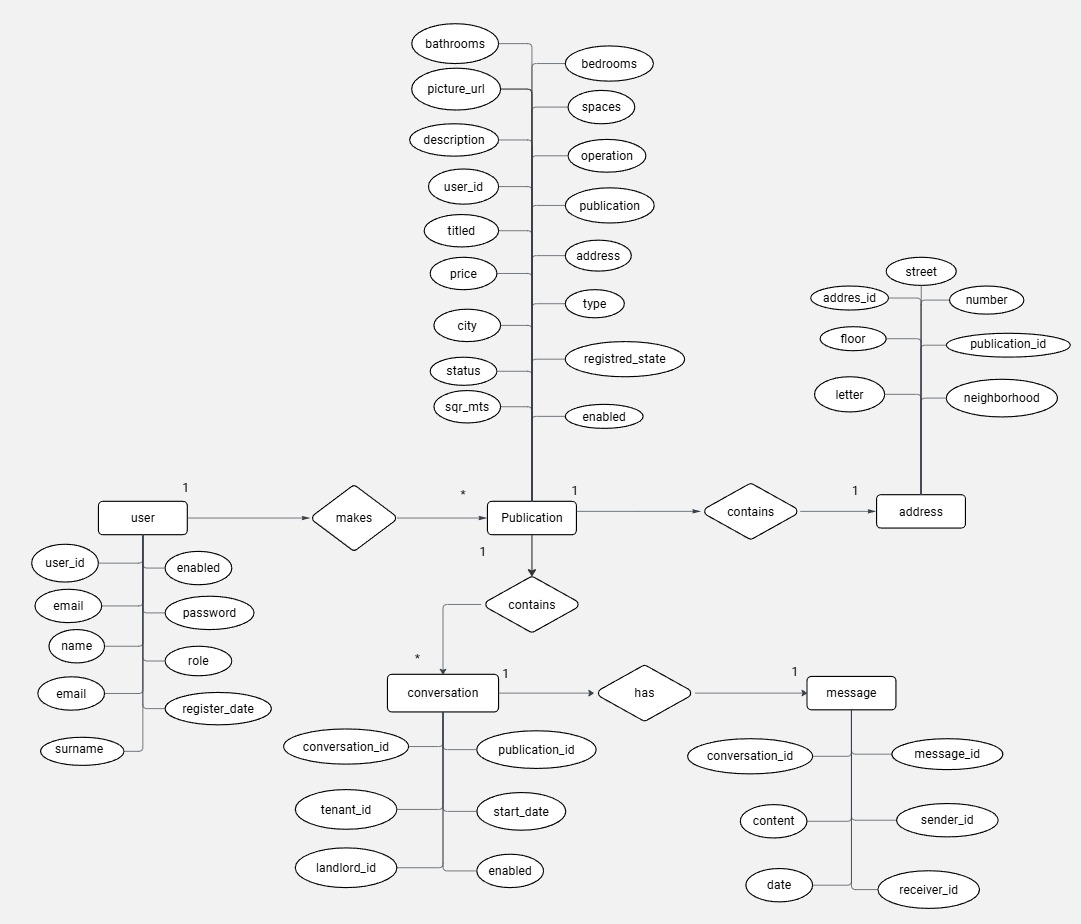 bathrooms
bedrooms
picture_url
spaces
description
operation
user_id
publication
titled
address
price
type
city
registred_state
status
sqr_mts
enabled
street
addres_id
number
floor
publication_id
letter
neighborhood
1
*
1
1
user
makes
Publication
contains
address
1
user_id
enabled
email
password
name
role
email
register_date
surname
contains
*
1
1
conversation
has
message
conversation_id
publication_id
tenant_id
start_date
landlord_id
enabled
conversation_id
message_id
content
sender_id
date
receiver_id